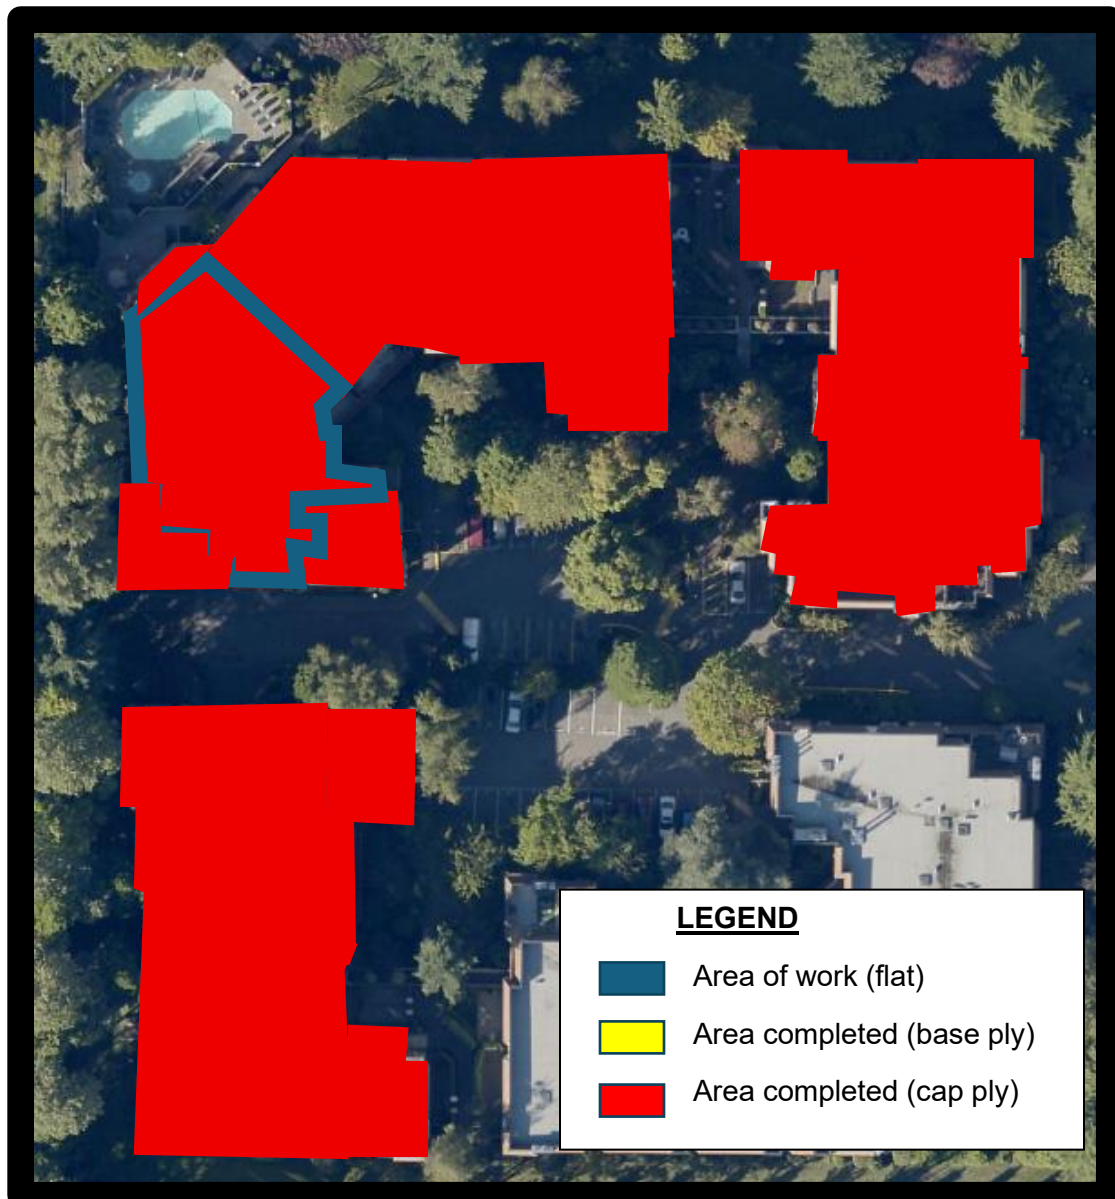 LEGEND
Area of work (flat)
Area completed (base ply)
Area completed (cap ply)